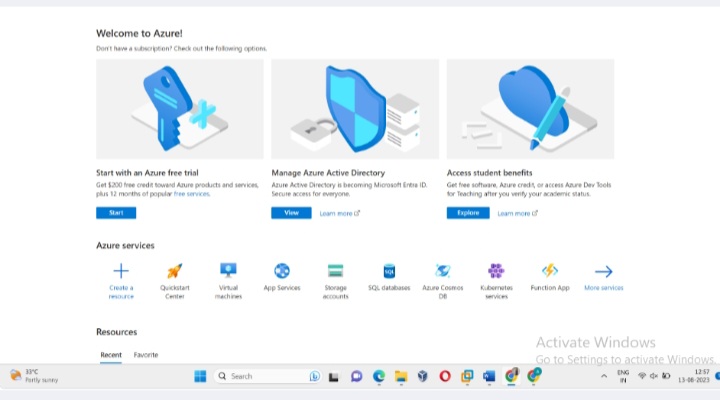 Welcome to Azure!
Don't have a subscription? Check out the following options.
Start with an Azure free trial
Get $200 free credit toward Azure products and services,
plus 12 months of popular free services.
Start
Manage Azure Active Directory
Azure Active Directory is becoming Microsoft Entra ID.
Secure access for everyone.
View
Learn more
Access student benefits
Get free software, Azure credit, or access Azure Dev Tools
for Teaching after you verify your academic status.
Explore
Learn more
Azure services
Create a
resource
Quickstart
Center
Virtual
machines
App Services
Storage
accounts
SQL
SQL databases
Azure Cosmos
DB
Kubernetes
services
Function App
More services
Resources
Recent
Favorite
Activate Windows
Go to Settings to activate Windows.
33°C
Partly sunny
Search
ENG
IN
12:57
13-08-2023